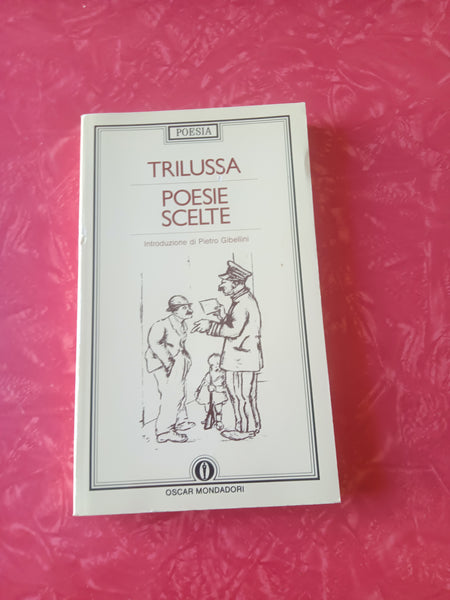 POESIA
TRILUSSA
POESIE
SCELTE
Introduzione di Pietro Gibellini
OSCAR MONDADORI